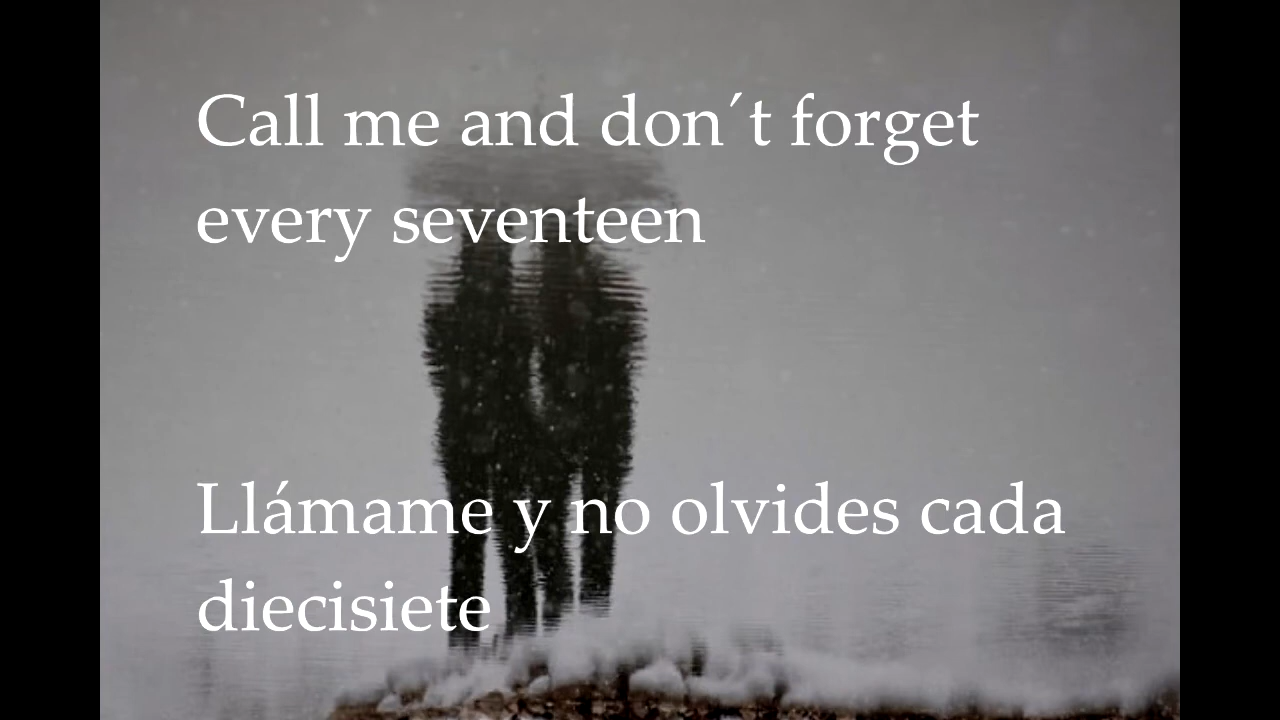 Call me and don´t forget
every seventeen
Llámame y no olvides cada
diecisiete